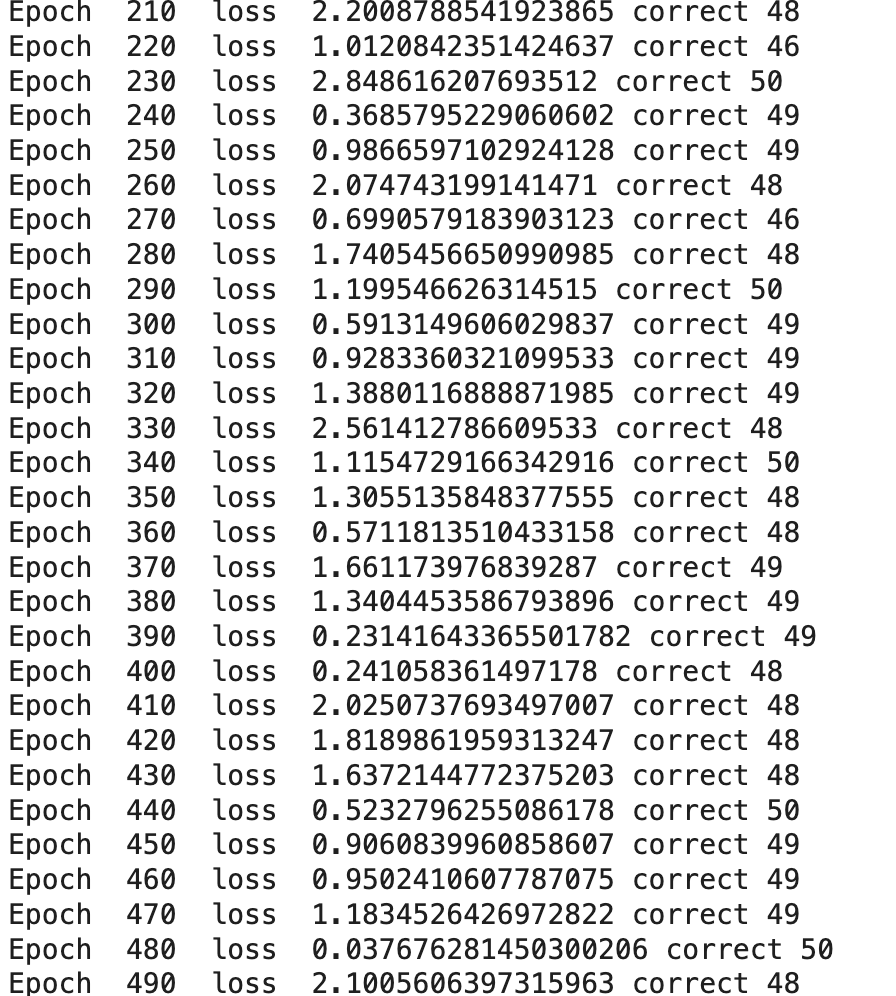 Epoch  210  loss  2.2008788541923865 correct 48
Epoch  220  loss  1.0120842351424637 correct 46
Epoch  230  loss  2.848616207693512 correct 50
Epoch  240  loss  0.3685795229060602 correct 49
Epoch  250  loss  0.9866597102924128 correct 49
Epoch  260  loss  2.074743199141471 correct 48
Epoch  270  loss  0.6990579183903123 correct 46
Epoch  280  loss  1.7405456650990985 correct 48
Epoch  290  loss  1.199546626314515 correct 50
Epoch  300  loss  0.5913149606029837 correct 49
Epoch  310  loss  0.9283360321099533 correct 49
Epoch  320  loss  1.3880116888871985 correct 49
Epoch  330  loss  2.561412786609533 correct 48
Epoch  340  loss  1.1154729166342916 correct 50
Epoch  350  loss  1.3055135848377555 correct 48
Epoch  360  loss  0.5711813510433158 correct 48
Epoch  370  loss  1.661173976839287 correct 49
Epoch  380  loss  1.3404453586793896 correct 49
Epoch  390  loss  0.23141643365501782 correct 49
Epoch  400  loss  0.241058361497178 correct 48
Epoch  410  loss  2.0250737693497007 correct 48
Epoch  420  loss  1.8189861959313247 correct 48
Epoch  430  loss  1.6372144772375203 correct 48
Epoch  440  loss  0.5232796255086178 correct 50
Epoch  450  loss  0.9060839960858607 correct 49
Epoch  460  loss  0.9502410607787075 correct 49
Epoch  470  loss  1.1834526426972822 correct 49
Epoch  480  loss  0.037676281450300206 correct 50
Epoch  490  loss  2.1005606397315963 correct 48